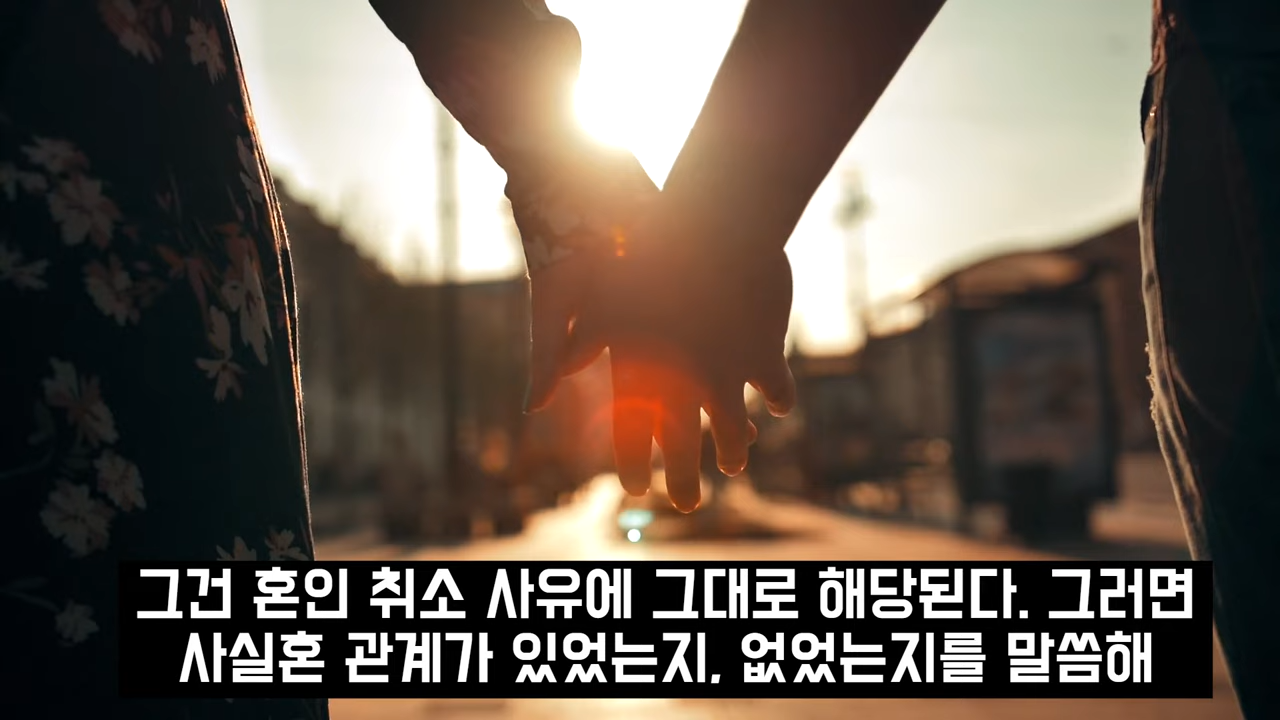 그건 혼인 취소 사유에 그대로 해당된다. 그러면
사실혼 관계가 있었는지, 없었는지를 말씀해